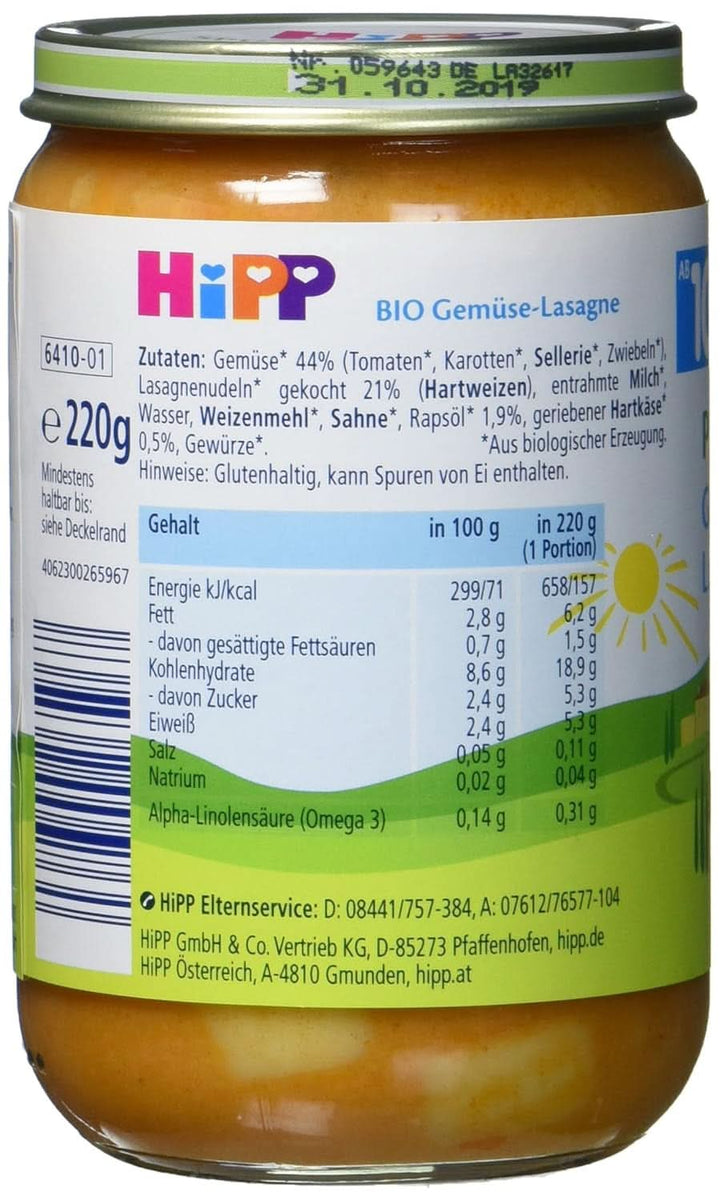 Nr. 059643 DE LA32617
31.10.2019
HiPP
BIO Gemüse-Lasagne
AB
6410-01
e 220g
Mindestens
haltbar bis:
siehe Deckelrand
4062300265967
Zutaten: Gemüse* 44% (Tomaten*, Karotten*, Sellerie*, Zwiebeln*),
Lasagnenudeln* gekocht 21% (Hartweizen), entrahmte Milch*,
Wasser, Weizenmehl*, Sahne*, Rapsöl* 1,9%, geriebener Hartkäse*
0,5%, Gewürze*. *Aus biologischer Erzeugung.
Hinweise: Glutenhaltig, kann Spuren von Ei enthalten.
Gehalt in 100 g in 220 g
(1 Portion)
Energie kJ/kcal 299/71 658/157
Fett 2,8 g 6,2 g
- davon gesättigte Fettsäuren 0,7 g 1,5 g
Kohlenhydrate 8,6 g 18,9 g
- davon Zucker 2,4 g 5,3 g
Eiweiß 2,4 g 5,3 g
Salz 0,05 g 0,11 g
Natrium 0,02 g 0,04 g
Alpha-Linolensäure (Omega 3) 0,14 g 0,31 g
HiPP Elternservice: D: 08441/757-384, A: 07612/76577-104
HiPP GmbH & Co. Vertrieb KG, D-85273 Pfaffenhofen, hipp.de
HiPP Österreich, A-4810 Gmunden, hipp.at